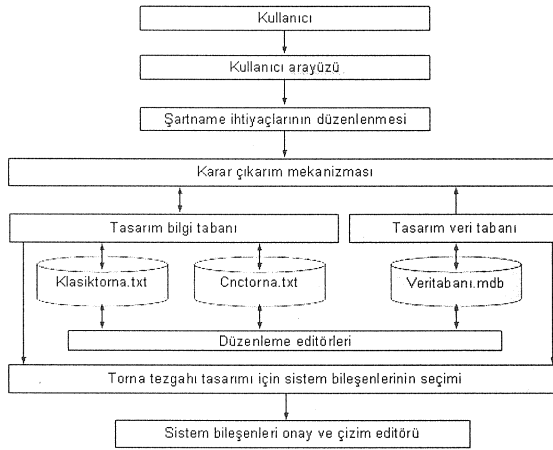 Kullanıcı
Kullanıcı arayüzü
Şartname ihtiyaçlarının düzenlenmesi
Karar çıkarım mekanizması
Tasarım bilgi tabanı
Tasarım veri tabanı
Klasiktorna.txt
Cnctorna.txt
Veritabanı.mdb
Düzenleme editörleri
Torna tezgahı tasarımı için sistem bileşenlerinin seçimi
Sistem bileşenleri onay ve çizim editörü